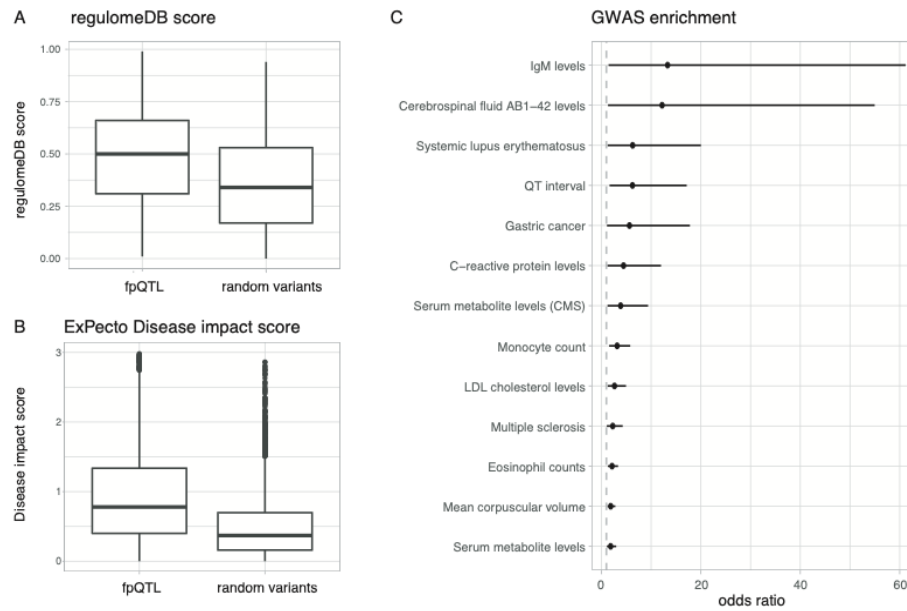 A regulomeDB score
1.00
0.75
0.50
0.25
0.00
regulomeDB score
fpQTL random variants
B ExPecto Disease impact score
3
2
1
0
Disease impact score
fpQTL random variants
C GWAS enrichment
IgM levels
Cerebrospinal fluid AB1−42 levels
Systemic lupus erythematosus
QT interval
Gastric cancer
C−reactive protein levels
Serum metabolite levels (CMS)
Monocyte count
LDL cholesterol levels
Multiple sclerosis
Eosinophil counts
Mean corpuscular volume
Serum metabolite levels
0 20 40 60
odds ratio